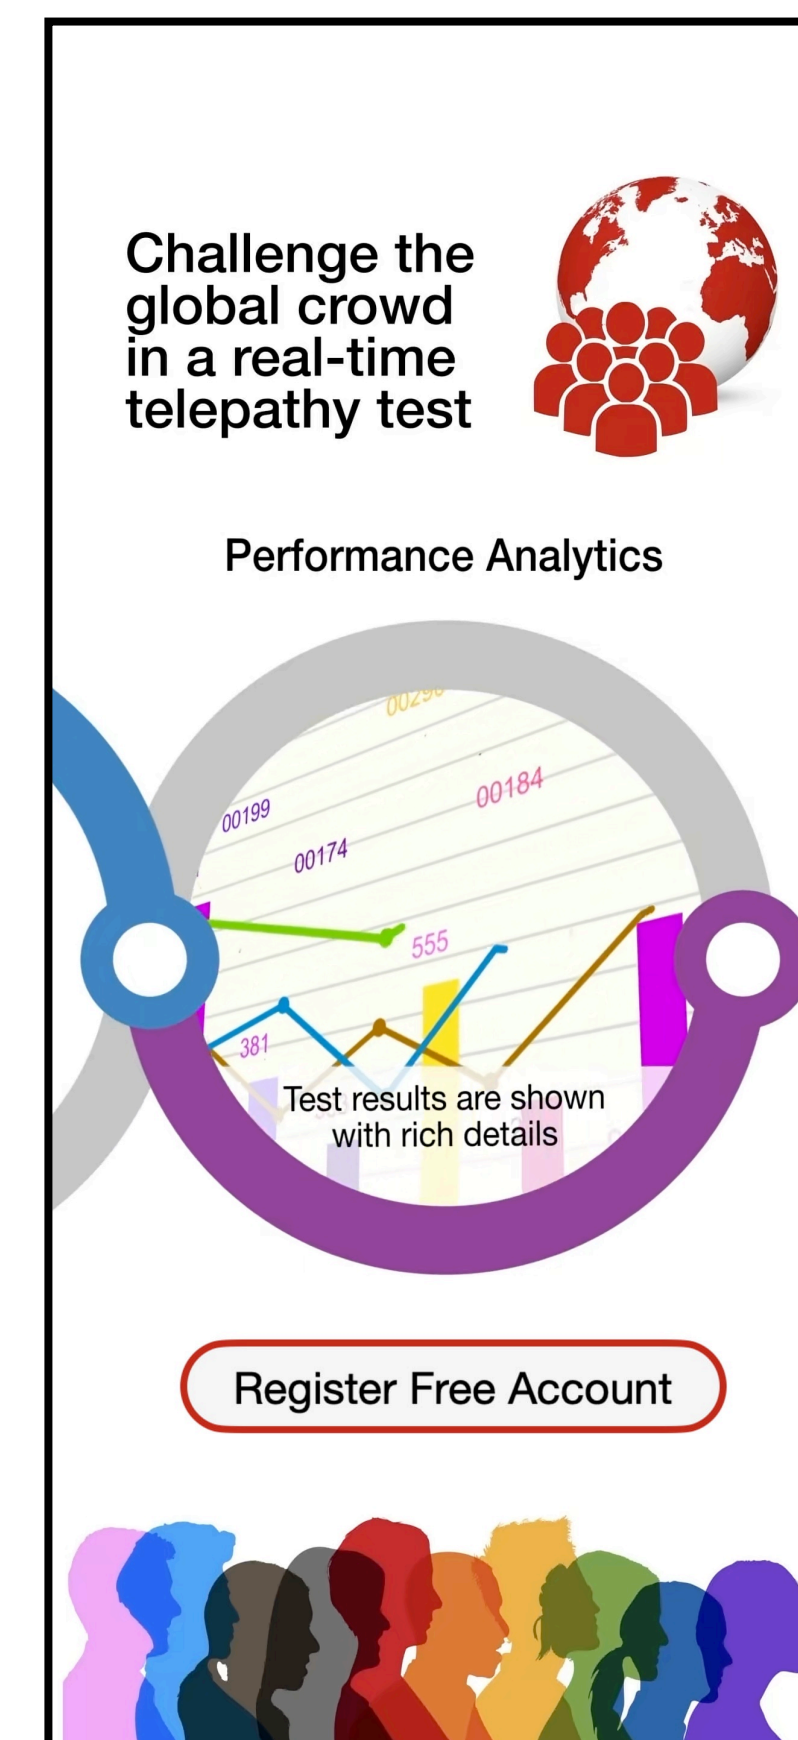 Challenge the
global crowd
in a real-time
telepathy test
Performance Analytics
00184
00199
00174
555
381
Test results are shown
with rich details
Register Free Account